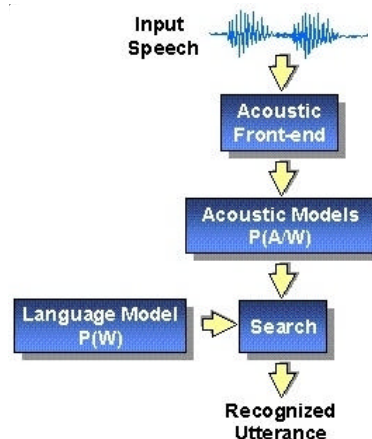 Input
Speech
Acoustic
Front-end
Acoustic Models
P(A/W)
Language Model
P(W)
Search
Recognized
Utterance